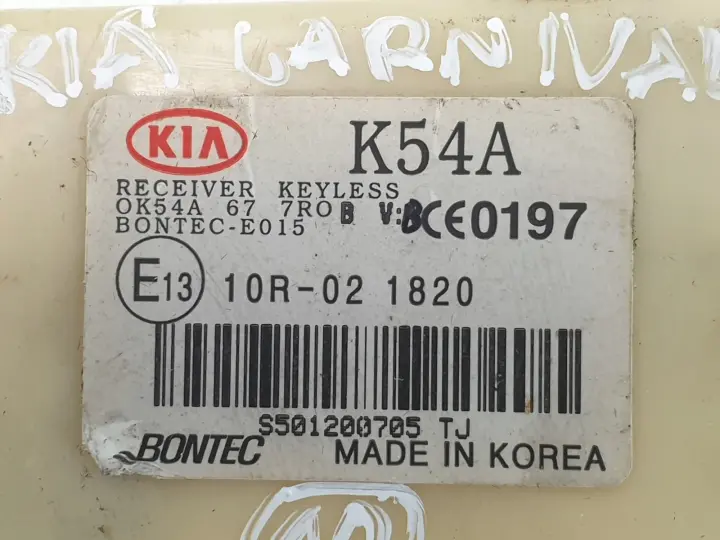 KIA CARNIVAL
KIA
K54A
RECEIVER KEYLESS
OK54A 67 7RO B V:B CE0197
BONTEC-E015
E13 10R-02 1820
S501200705 TJ
BONTEC MADE IN KOREA